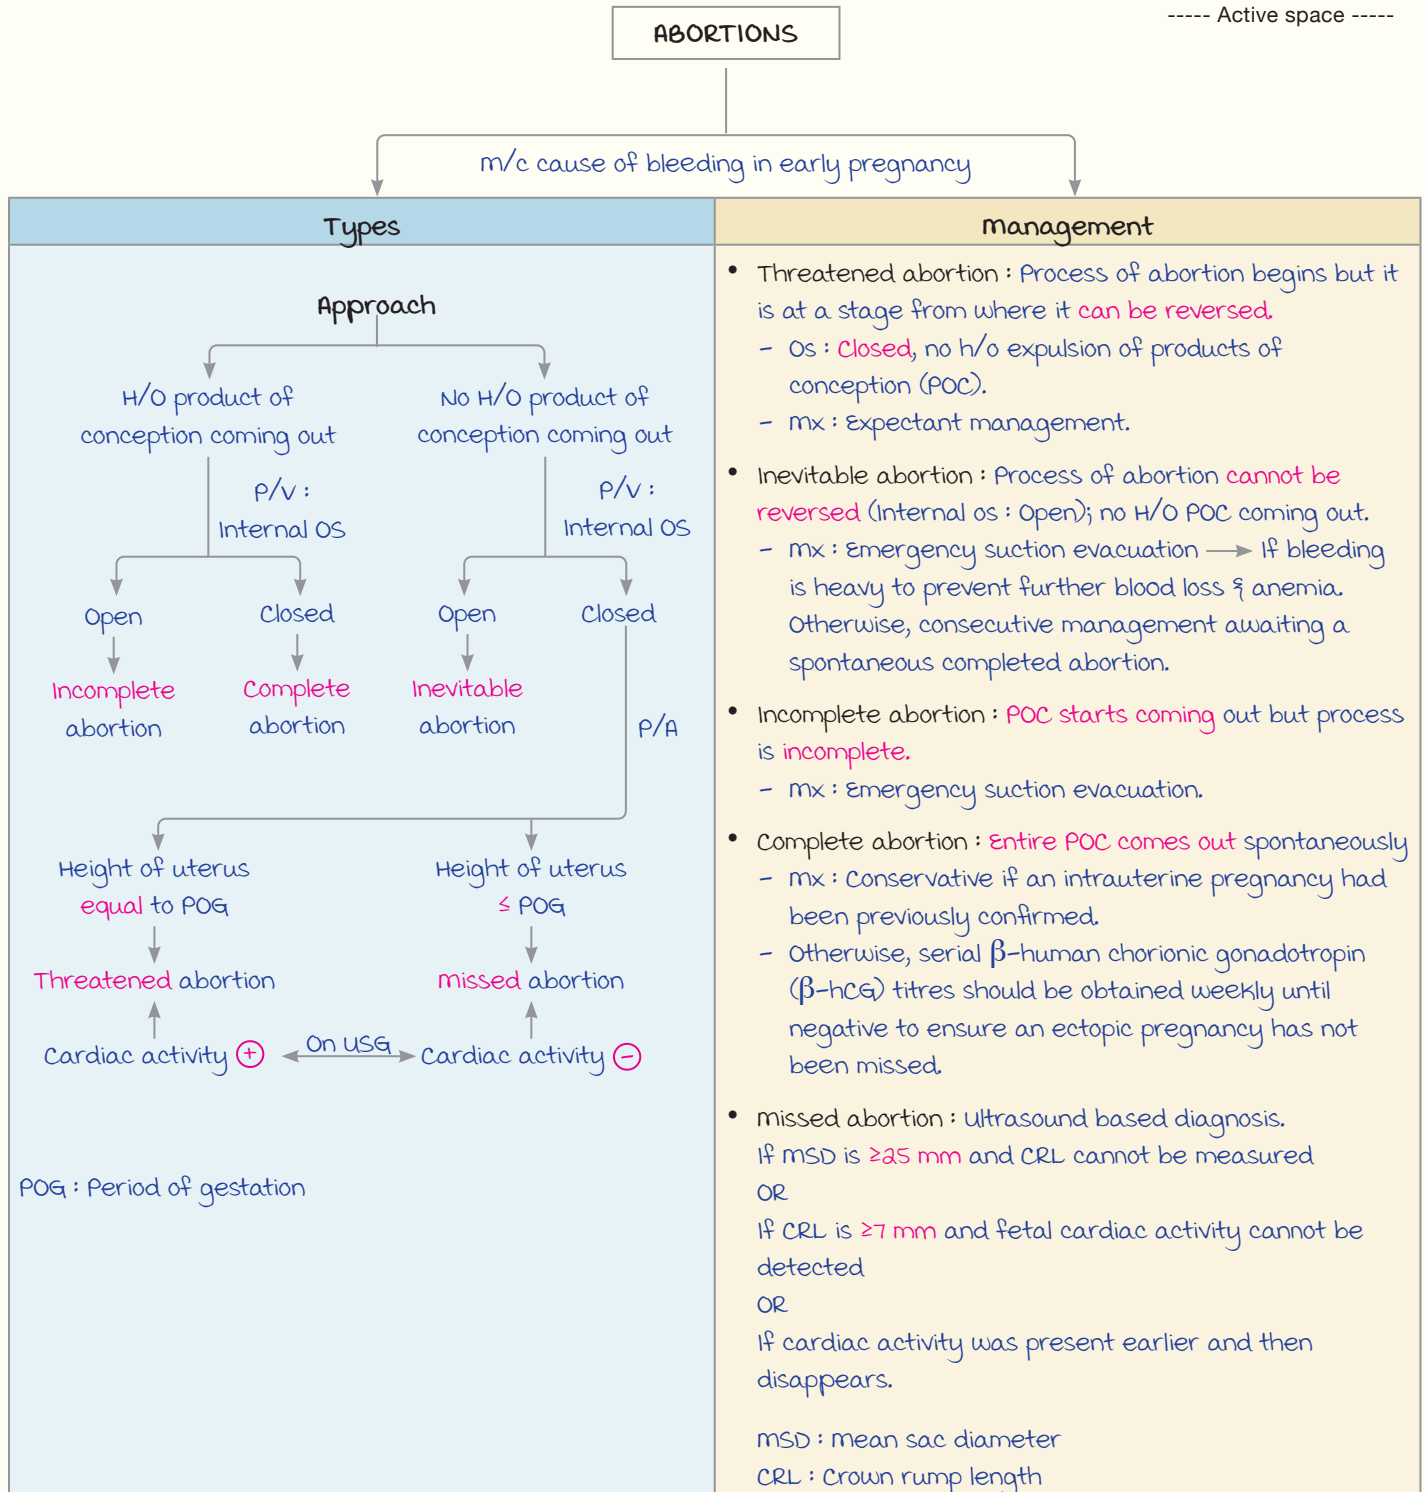 ----- Active space -----
ABORTIONS
m/c cause of bleeding in early pregnancy
Types
Approach
H/O product of
conception coming out
No H/O product of
conception coming out
P/V :
Internal OS
P/V :
Internal OS
Open
Closed
Open
Closed
Incomplete
abortion
Complete
abortion
Inevitable
abortion
P/A
Height of uterus
equal to POG
Height of uterus
≤ POG
Threatened abortion
missed abortion
Cardiac activity +
On USG
Cardiac activity −
POG : Period of gestation
management
• Threatened abortion : Process of abortion begins but it
is at a stage from where it can be reversed.
- Os : Closed, no h/o expulsion of products of
conception (POC).
- mx : Expectant management.
• Inevitable abortion : Process of abortion cannot be
reversed (Internal os : Open); no H/O POC coming out.
- mx : Emergency suction evacuation → If bleeding
is heavy to prevent further blood loss & anemia.
Otherwise, consecutive management awaiting a
spontaneous completed abortion.
• Incomplete abortion : POC starts coming out but process
is incomplete.
- mx : Emergency suction evacuation.
• Complete abortion : Entire POC comes out spontaneously
- mx : Conservative if an intrauterine pregnancy had
been previously confirmed.
- Otherwise, serial β-human chorionic gonadotropin
(β-hCG) titres should be obtained weekly until
negative to ensure an ectopic pregnancy has not
been missed.
• missed abortion : Ultrasound based diagnosis.
If MSD is ≥25 mm and CRL cannot be measured
OR
If CRL is ≥7 mm and fetal cardiac activity cannot be
detected
OR
If cardiac activity was present earlier and then
disappears.
MSD : mean sac diameter
CRL : Crown rump length